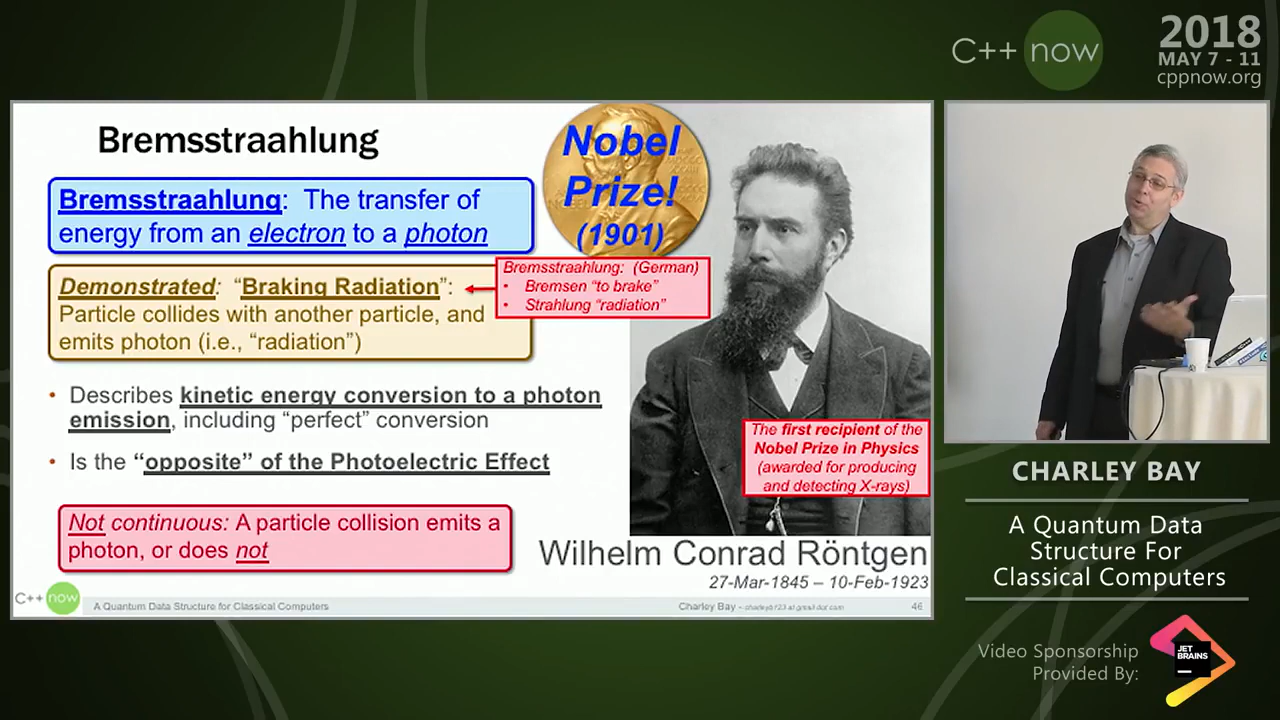 C++ now
2018
MAY 7 - 11
cppnow.org
Bremsstraahlung
Nobel
Prize!
(1901)
Bremsstraahlung: The transfer of
energy from an electron to a photon
Bremsstraahlung: (German)
• Bremsen "to brake"
• Strahlung "radiation"
Demonstrated: “Braking Radiation”:
Particle collides with another particle, and
emits photon (i.e., “radiation”)
• Describes kinetic energy conversion to a photon
emission, including “perfect” conversion
• Is the “opposite” of the Photoelectric Effect
The first recipient of the
Nobel Prize in Physics
(awarded for producing
and detecting X-rays)
Not continuous: A particle collision emits a
photon, or does not
Wilhelm Conrad Röntgen
27-Mar-1845 – 10-Feb-1923
C++ now
A Quantum Data Structure for Classical Computers
Charley Bay – charleyb123 at gmail dot com
46
CHARLEY BAY
A Quantum Data
Structure For
Classical Computers
Video Sponsorship
Provided By:
JET
BRAINS